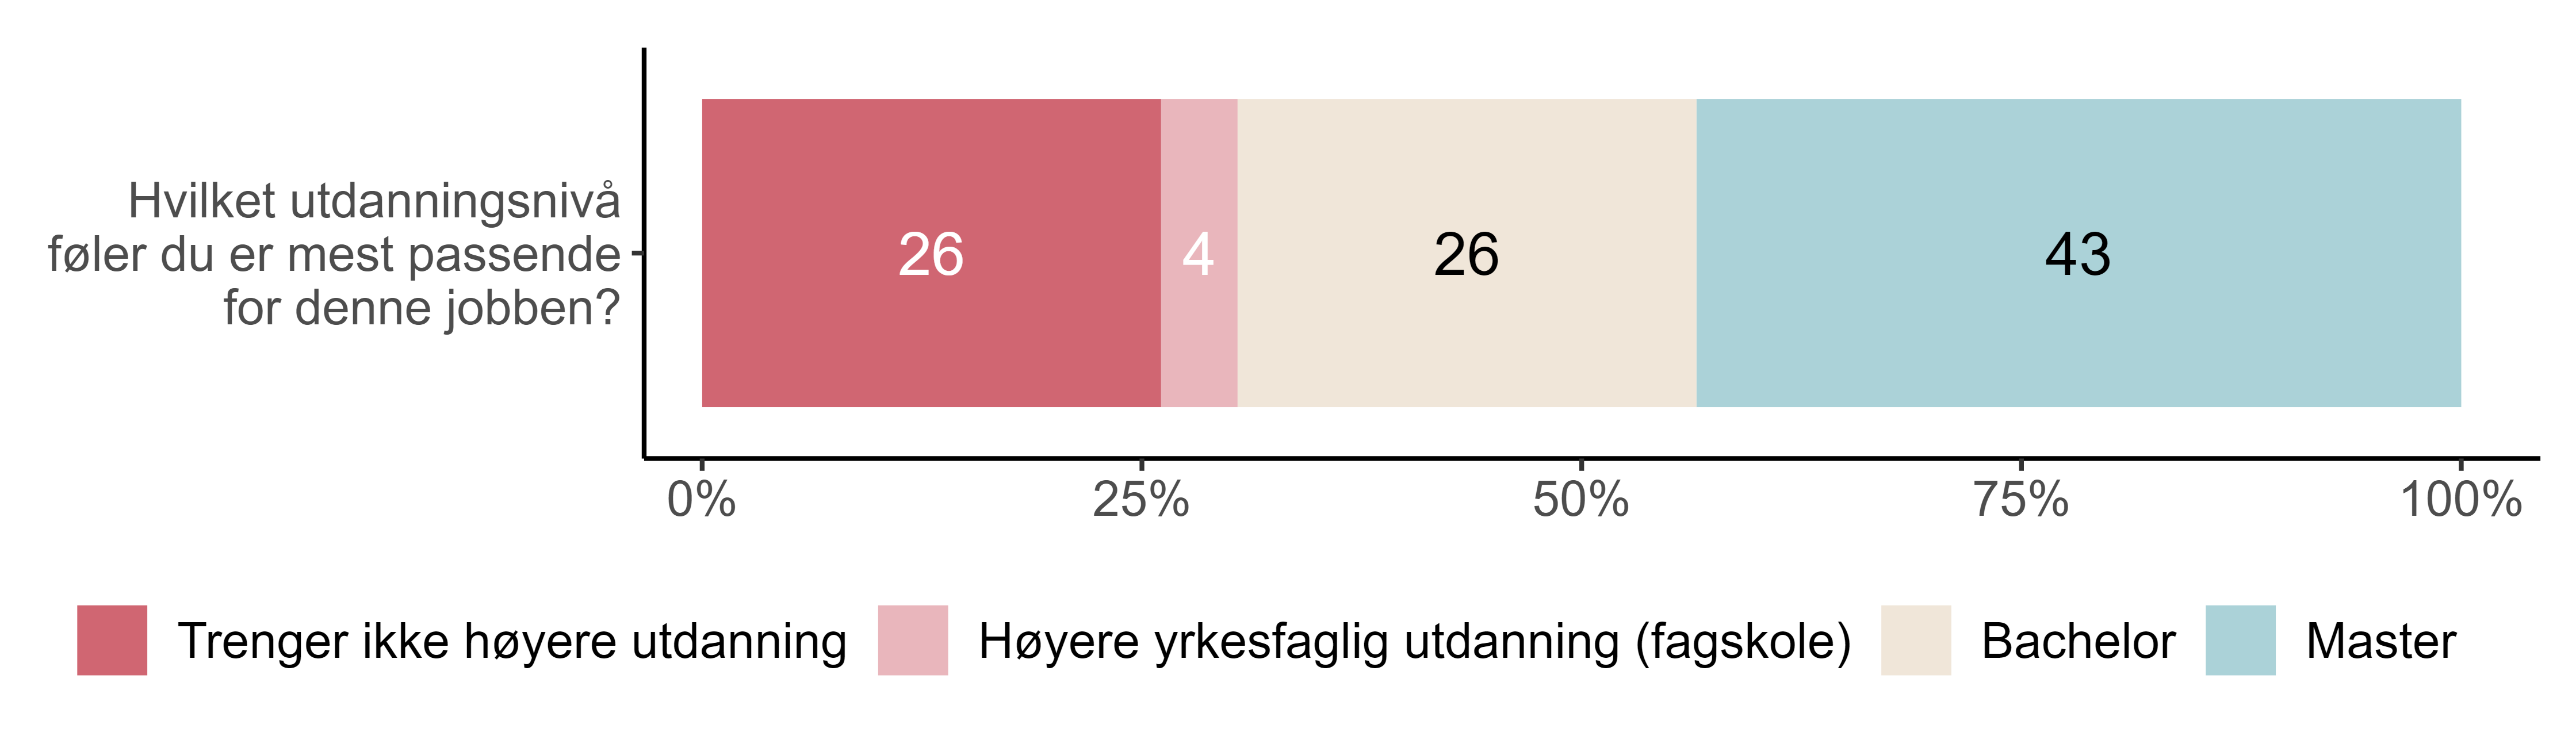 Hvilket utdanningsnivå
føler du er mest passende
for denne jobben?
26 4 26 43
0% 25% 50% 75% 100%
Trenger ikke høyere utdanning Høyere yrkesfaglig utdanning (fagskole) Bachelor Master